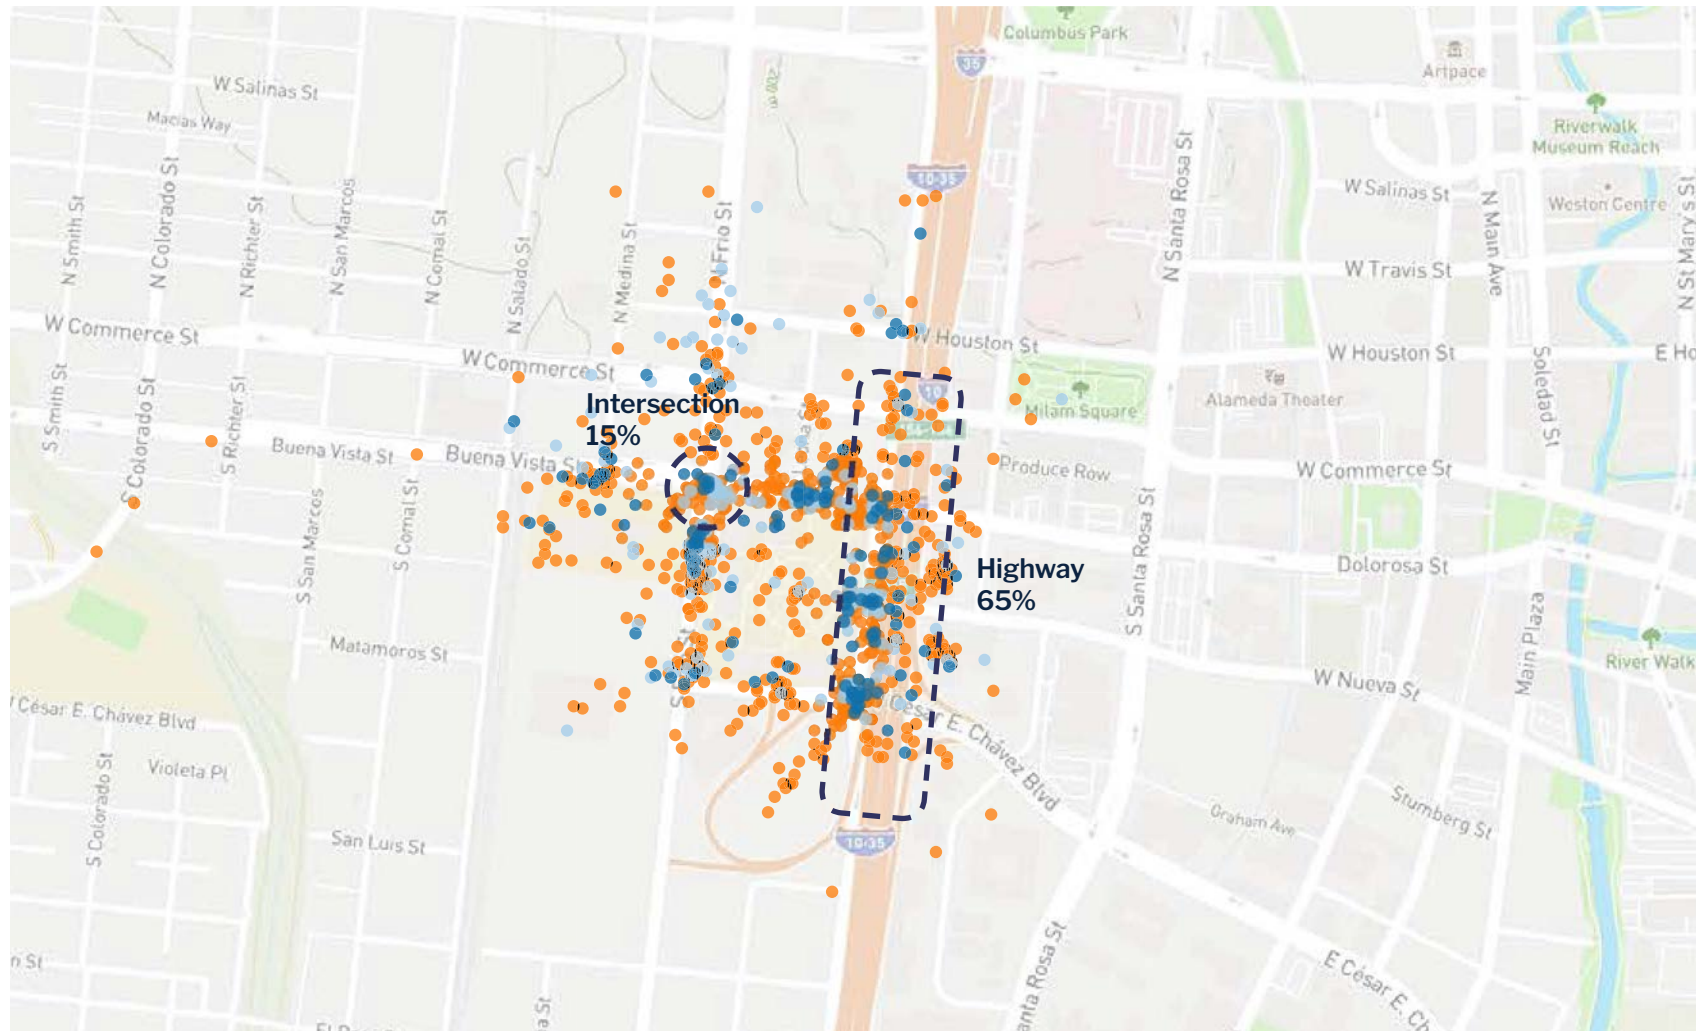 Columbus Park
35
Artpace
W Salinas St
Macias Way
Riverwalk
Museum Reach
10-35
W Salinas St
Weston Centre
N Smith St
N Colorado St
N Richter St
N San Marcos
N Comal St
N Salado St
N Medina St
N Frio St
N Santa Rosa St
N Main Ave
N St Mary's St
W Travis St
W Commerce St
W Houston St
W Houston St
E Ho
Soledad St
W Commerce St
10
Alameda Theater
Milam Square
Intersection
15%
S Smith St
S Colorado St
S Richter St
Buena Vista St
Buena Vista St
Produce Row
W Commerce St
S San Marcos
S Comal St
S Santa Rosa St
Highway
65%
Dolorosa St
Main Plaza
Matamoros St
River Walk
W Nueva St
César E. Chávez Blvd
César E. Chávez Blvd
Violeta Pl
S Colorado St
San Luis St
10-35
Graham Ave
Stumberg St
n St
a St
anta Rosa St
E César E. Ch